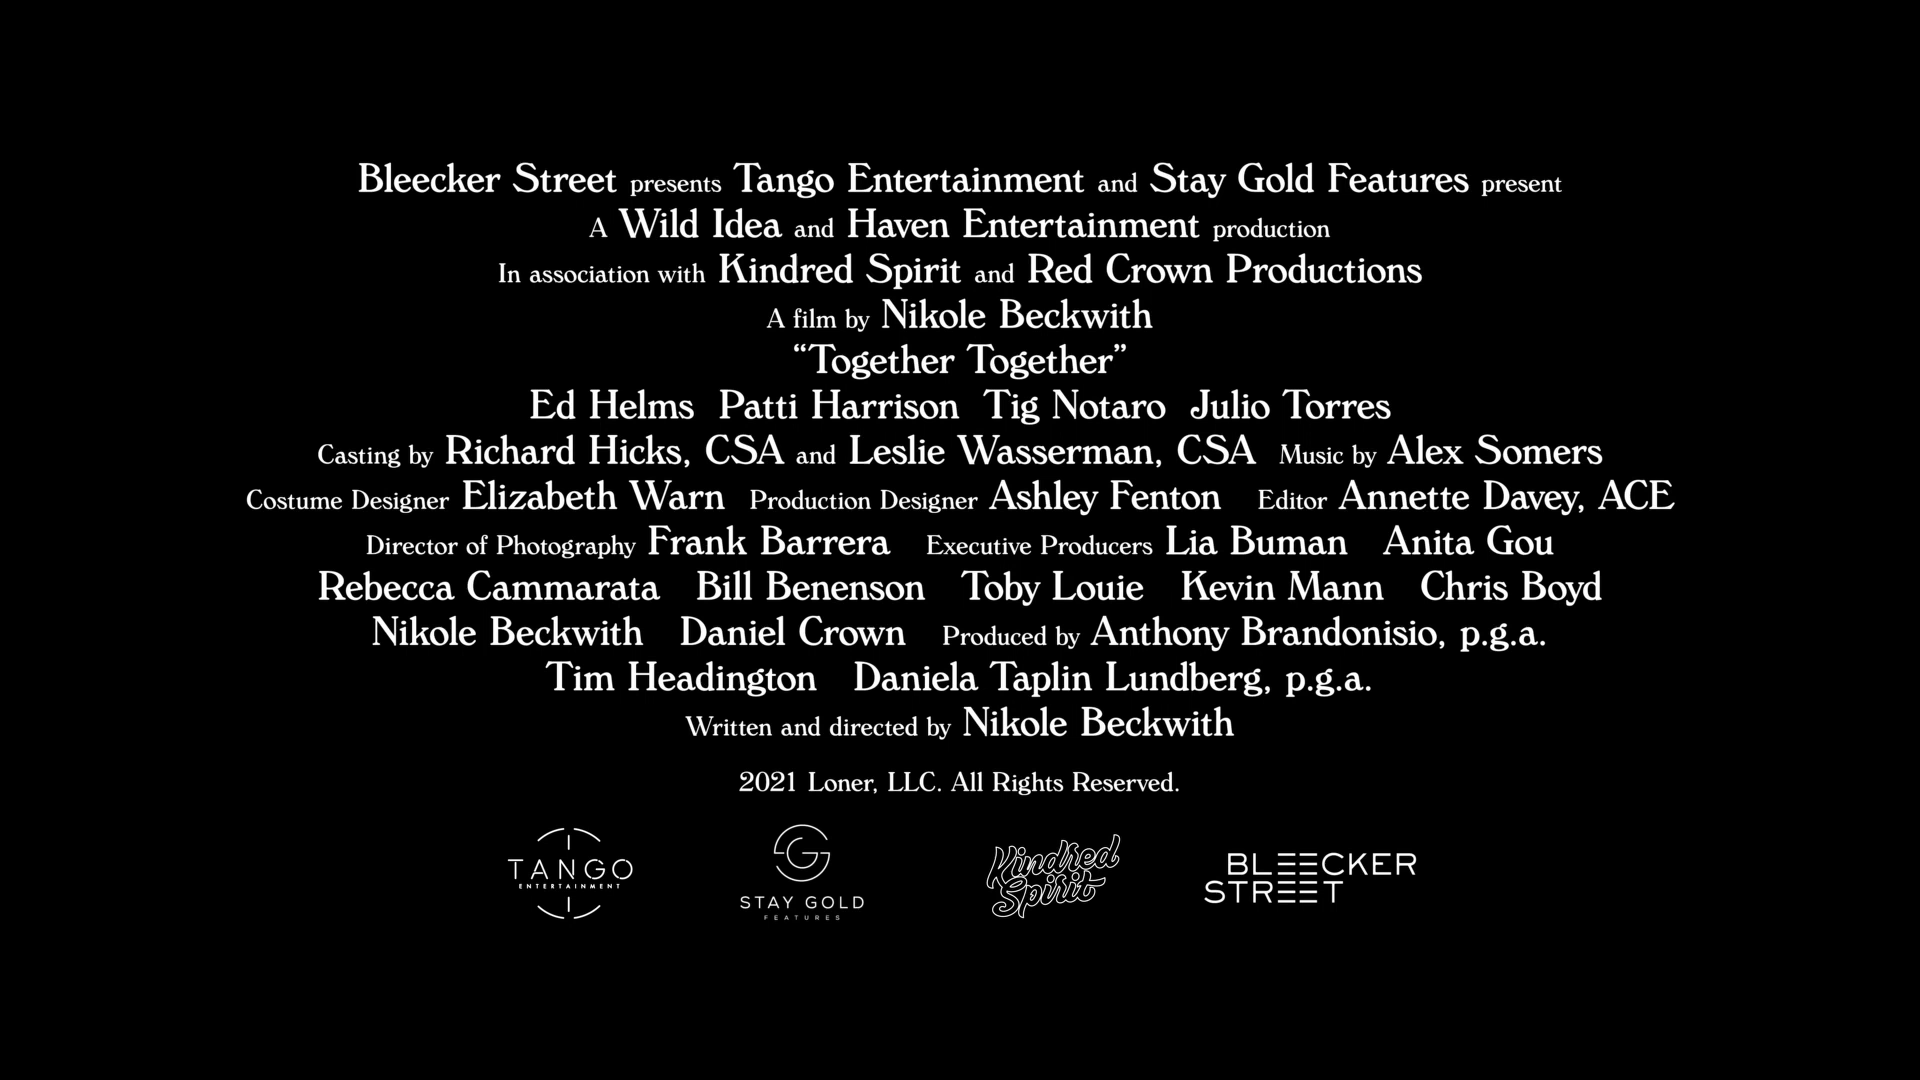 Bleecker Street presents Tango Entertainment and Stay Gold Features present
A Wild Idea and Haven Entertainment production
In association with Kindred Spirit and Red Crown Productions
A film by Nikole Beckwith
“Together Together”
Ed Helms Patti Harrison Tig Notaro Julio Torres
Casting by Richard Hicks, CSA and Leslie Wasserman, CSA Music by Alex Somers
Costume Designer Elizabeth Warn Production Designer Ashley Fenton Editor Annette Davey, ACE
Director of Photography Frank Barrera Executive Producers Lia Buman Anita Gou
Rebecca Cammarata Bill Benenson Toby Louie Kevin Mann Chris Boyd
Nikole Beckwith Daniel Crown Produced by Anthony Brandonisio, p.g.a.
Tim Headington Daniela Taplin Lundberg, p.g.a.
Written and directed by Nikole Beckwith
2021 Loner, LLC. All Rights Reserved.
TANGO
ENTERTAINMENT
STAY GOLD
FEATURES
Kindred
Spirit
BLEECKER
STREET